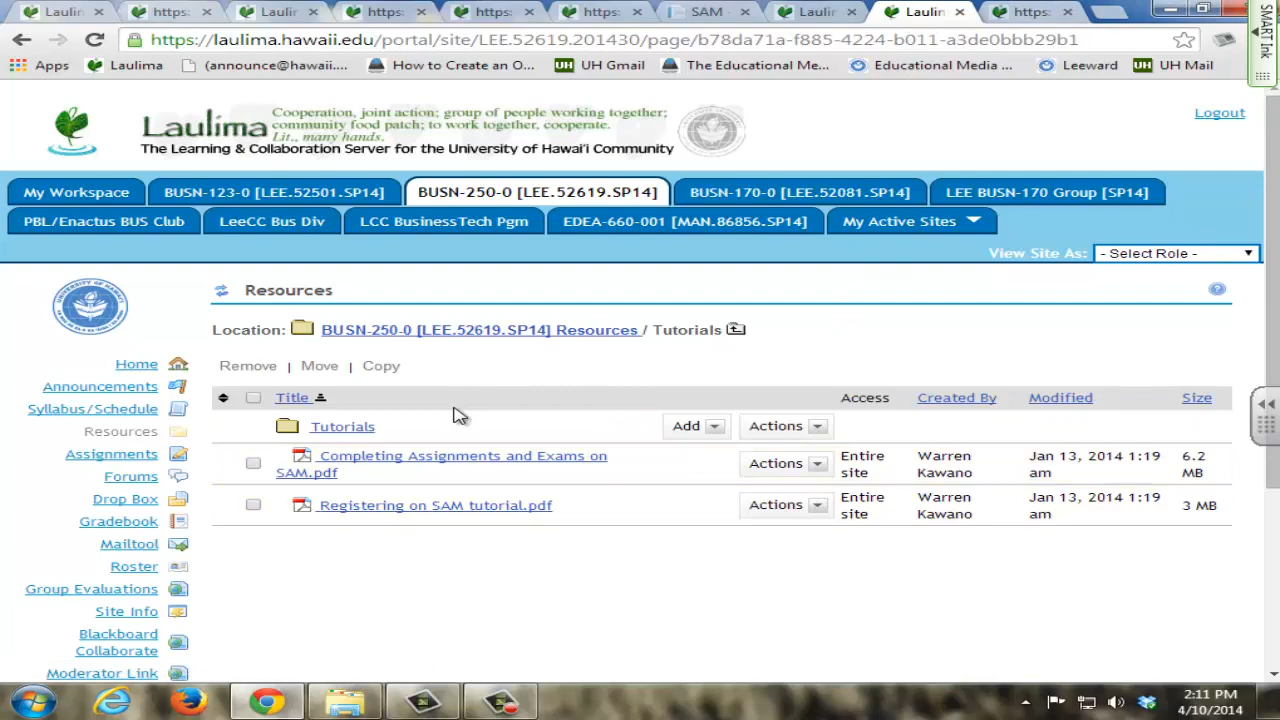 Laulin
https:
Laulir
https:
https:
https:
SAM
Laulir
Laulin
https:
https://laulima.hawaii.edu/portal/site/LEE.52619.201430/page/b78da71a-f885-4224-b011-a3de0bbb29b1
Apps
Laulima
(announce@hawaii....
How to Create an O...
UH Gmail
The Educational Me...
Educational Media ...
Leeward
UH Mail
SMART Ink
Laulima
Cooperation, joint action; group of people working together;
community food patch; to work together, cooperate.
Lit., many hands.
The Learning & Collaboration Server for the University of Hawai'i Community
Logout
My Workspace
BUSN-123-0 [LEE.52501.SP14]
BUSN-250-0 [LEE.52619.SP14]
BUSN-170-0 [LEE.52081.SP14]
LEE BUSN-170 Group [SP14]
PBL/Enactus BUS Club
LeeCC Bus Div
LCC BusinessTech Pgm
EDEA-660-001 [MAN.86856.SP14]
My Active Sites
View Site As:
- Select Role -
Resources
Location: BUSN-250-0 [LEE.52619.SP14] Resources / Tutorials
Remove | Move | Copy
Title
Access
Created By
Modified
Size
Tutorials
Add
Actions
Completing Assignments and Exams on
SAM.pdf
Actions
Entire
site
Warren
Kawano
Jan 13, 2014 1:19
am
6.2
MB
Registering on SAM tutorial.pdf
Actions
Entire
site
Warren
Kawano
Jan 13, 2014 1:19
am
3 MB
Home
Announcements
Syllabus/Schedule
Resources
Assignments
Forums
Drop Box
Gradebook
Mailtool
Roster
Group Evaluations
Site Info
Blackboard
Collaborate
Moderator Link
2:11 PM
4/10/2014